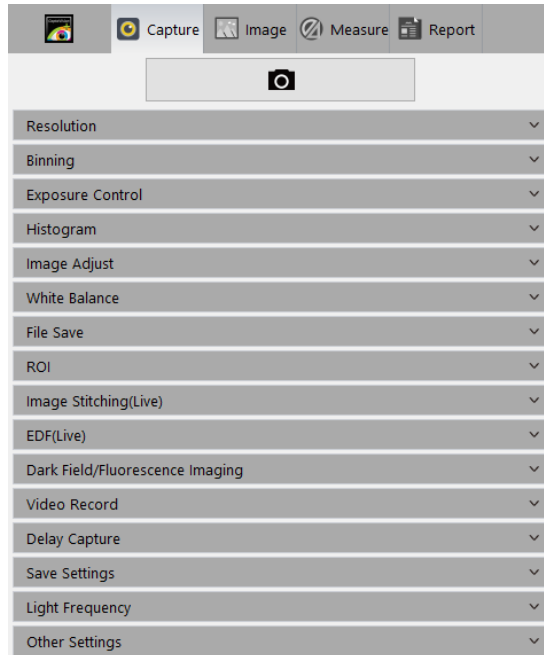 Capture Image Measure Report
Resolution
Binning
Exposure Control
Histogram
Image Adjust
White Balance
File Save
ROI
Image Stitching(Live)
EDF(Live)
Dark Field/Fluorescence Imaging
Video Record
Delay Capture
Save Settings
Light Frequency
Other Settings